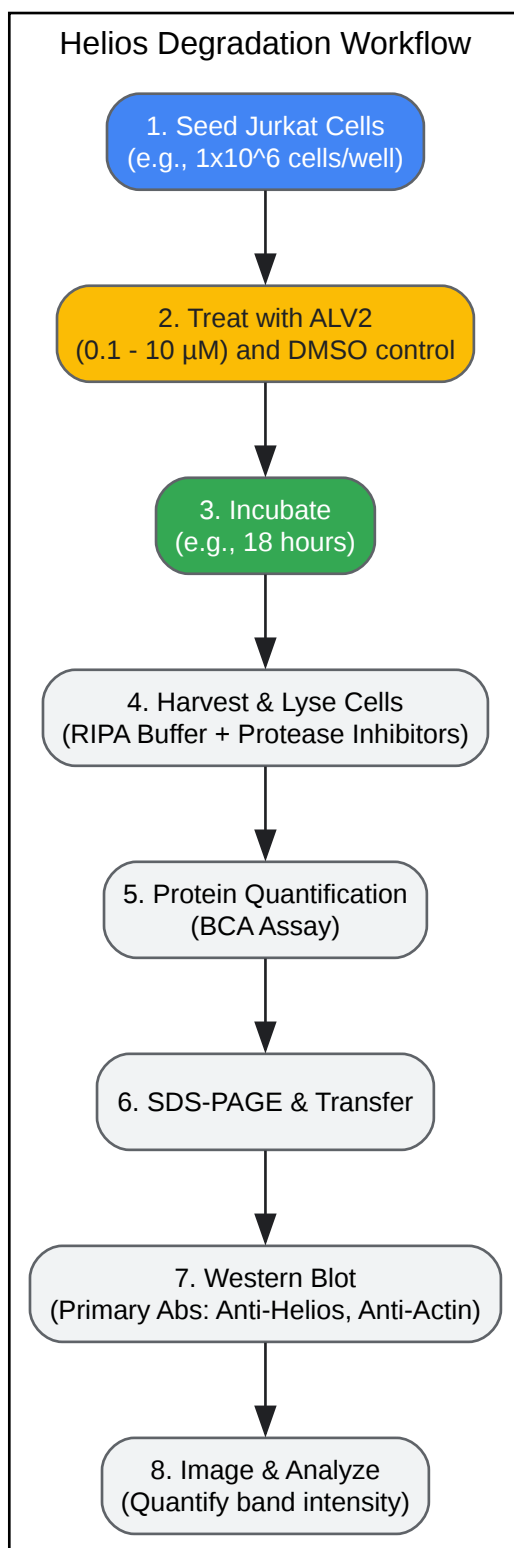 Helios Degradation Workflow
1. Seed Jurkat Cells
(e.g., 1x10^6 cells/well)
2. Treat with ALV2
(0.1 - 10 µM) and DMSO control
3. Incubate
(e.g., 18 hours)
4. Harvest & Lyse Cells
(RIPA Buffer + Protease Inhibitors)
5. Protein Quantification
(BCA Assay)
6. SDS-PAGE & Transfer
7. Western Blot
(Primary Abs: Anti-Helios, Anti-Actin)
8. Image & Analyze
(Quantify band intensity)